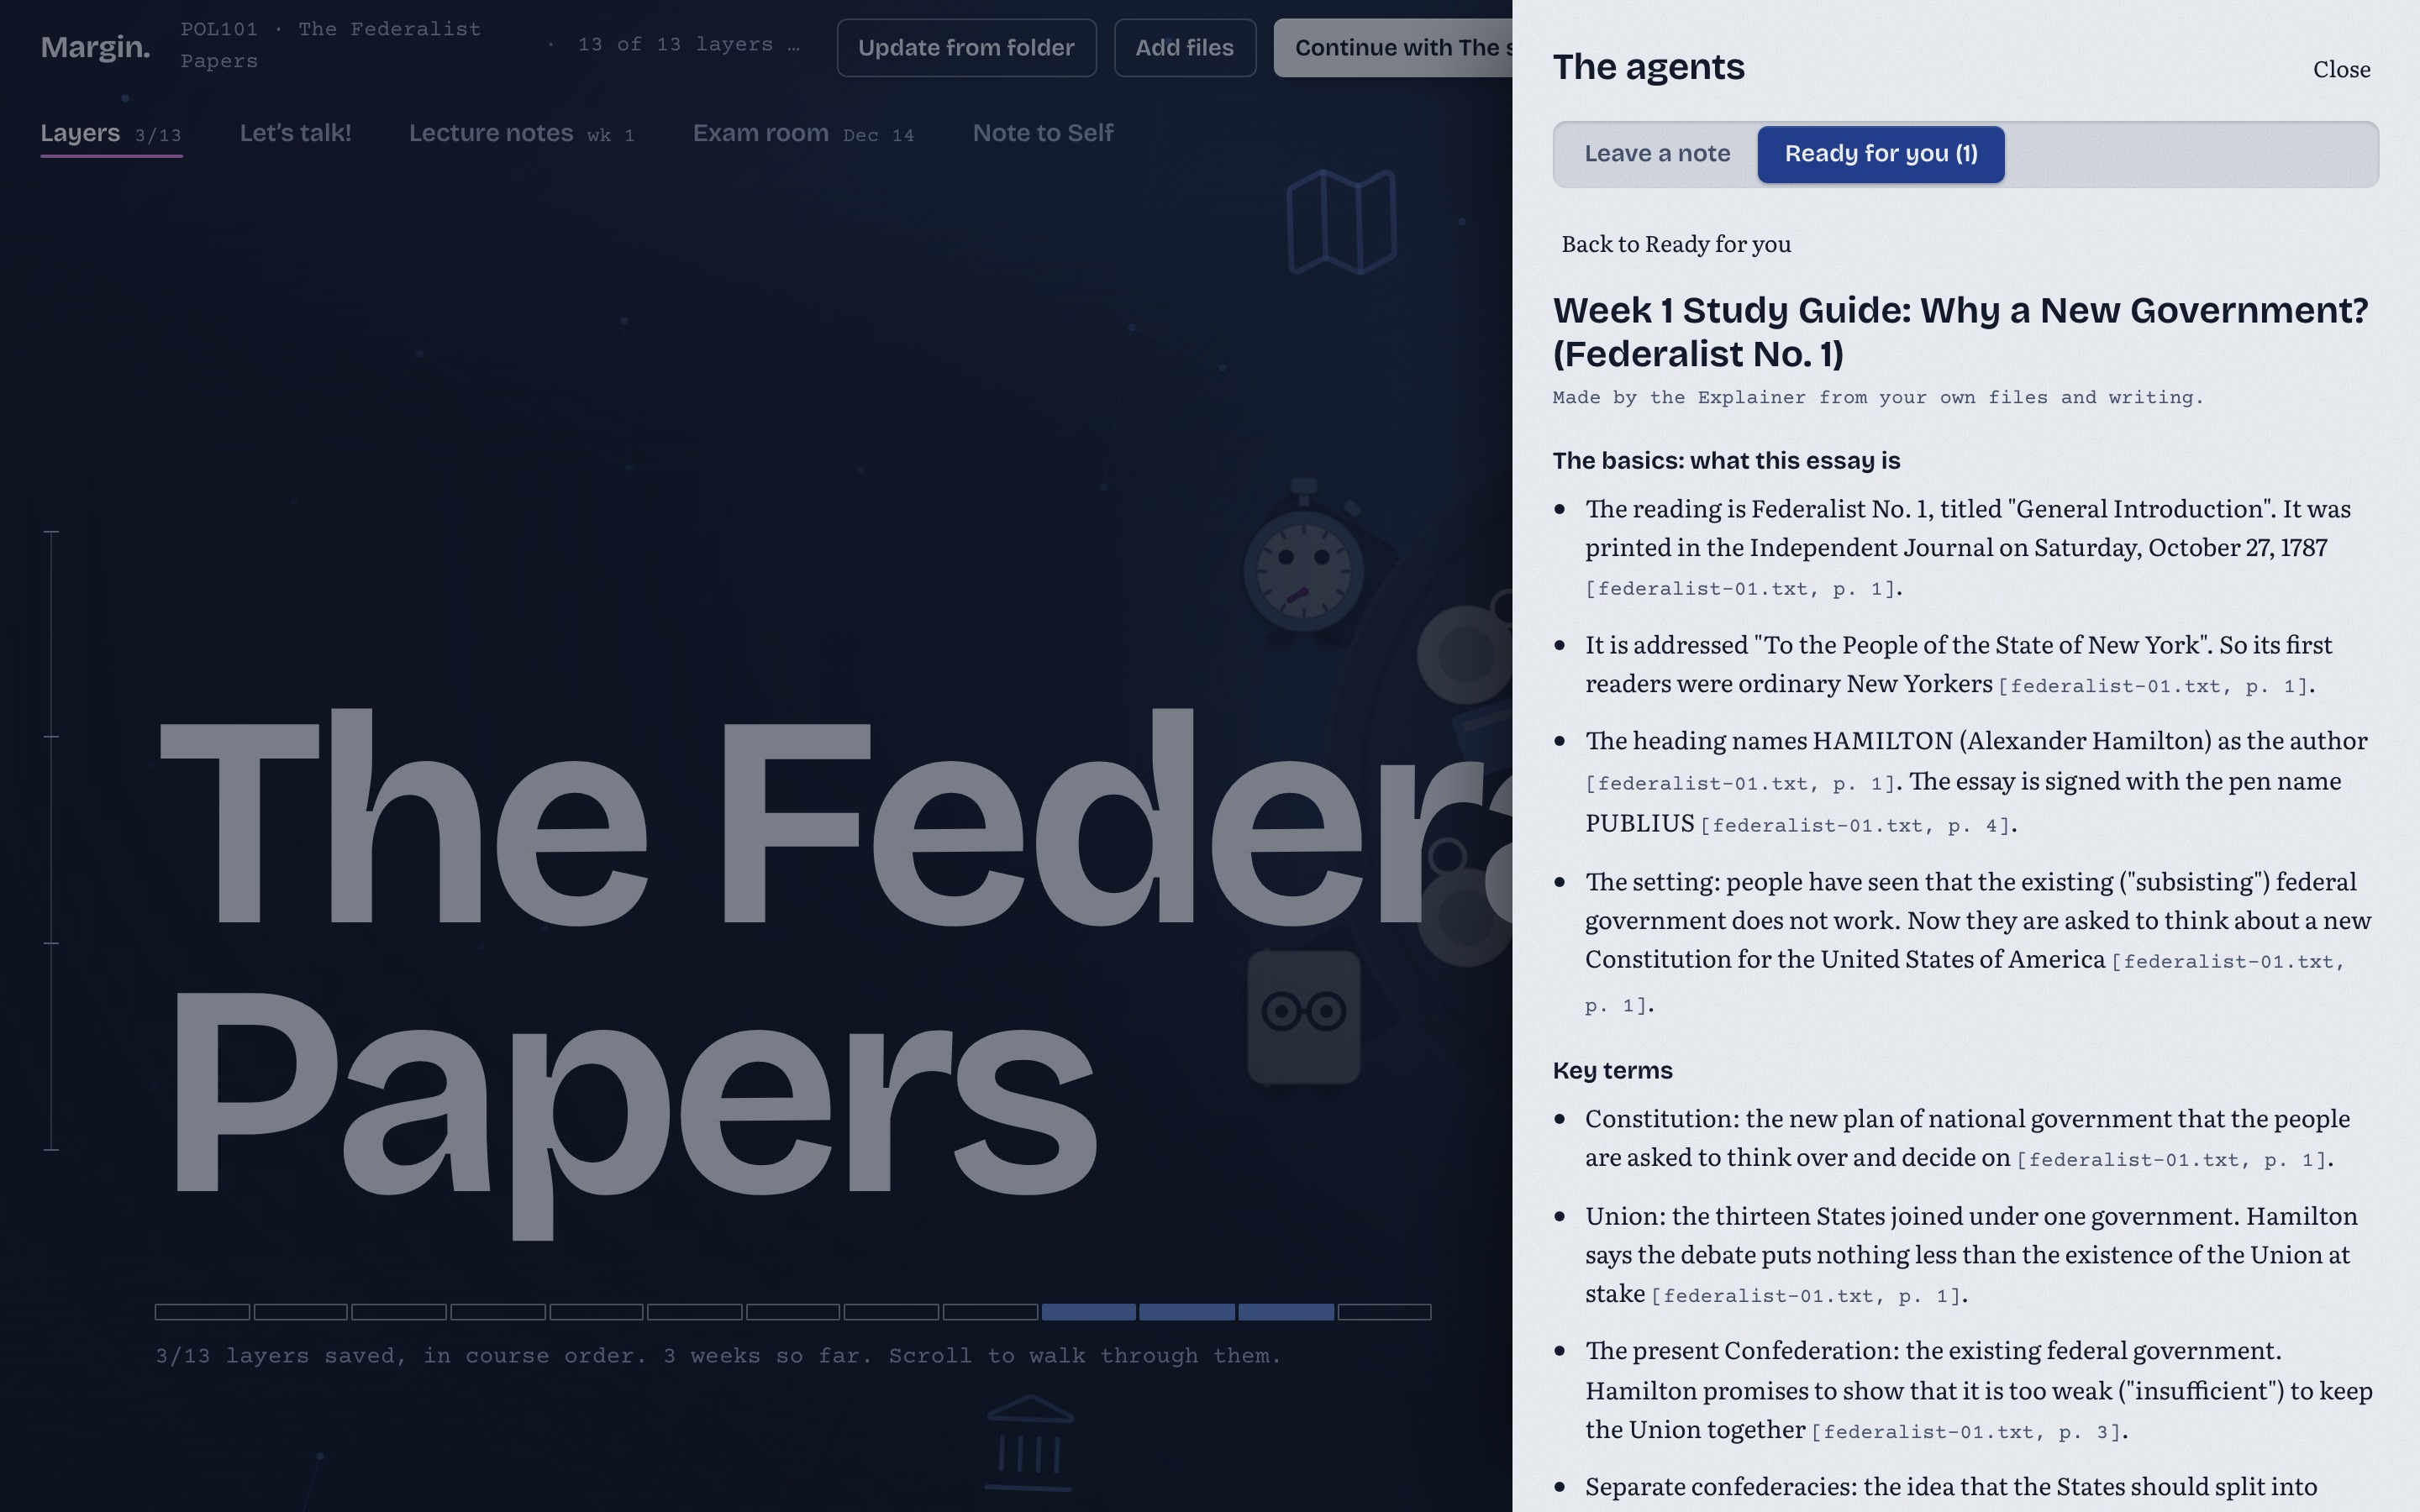 Margin.
POL101 · The Federalist
Papers
· 13 of 13 layers …
Update from folder
Add files
Continue with The
Layers 3/13
Let's talk!
Lecture notes wk 1
Exam room Dec 14
Note to Self
The Federa
Papers
3/13 layers saved, in course order. 3 weeks so far. Scroll to walk through them.
The agents
Close
Leave a note
Ready for you (1)
Back to Ready for you
Week 1 Study Guide: Why a New Government?
(Federalist No. 1)
Made by the Explainer from your own files and writing.
The basics: what this essay is
• The reading is Federalist No. 1, titled "General Introduction". It was
printed in the Independent Journal on Saturday, October 27, 1787
[federalist-01.txt, p. 1].
• It is addressed "To the People of the State of New York". So its first
readers were ordinary New Yorkers [federalist-01.txt, p. 1].
• The heading names HAMILTON (Alexander Hamilton) as the author
[federalist-01.txt, p. 1]. The essay is signed with the pen name
PUBLIUS [federalist-01.txt, p. 4].
• The setting: people have seen that the existing ("subsisting") federal
government does not work. Now they are asked to think about a new
Constitution for the United States of America [federalist-01.txt,
p. 1].
Key terms
• Constitution: the new plan of national government that the people
are asked to think over and decide on [federalist-01.txt, p. 1].
• Union: the thirteen States joined under one government. Hamilton
says the debate puts nothing less than the existence of the Union at
stake [federalist-01.txt, p. 1].
• The present Confederation: the existing federal government.
Hamilton promises to show that it is too weak ("insufficient") to keep
the Union together [federalist-01.txt, p. 3].
• Separate confederacies: the idea that the States should split into